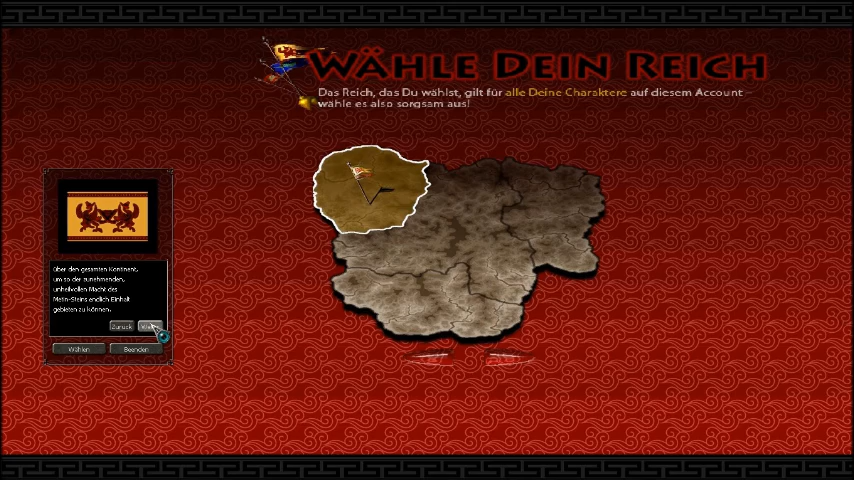 WÄHLE DEIN REICH
Das Reich, das Du wählst, gilt für alle Deine Charaktere auf diesem Account –
wähle es also sorgsam aus!
über den gesamten Kontinent,
um so der zunehmenden,
unheilvollen Macht des
Metin-Steins endlich Einhalt
gebieten zu können.
Zurück
Wählen Beenden